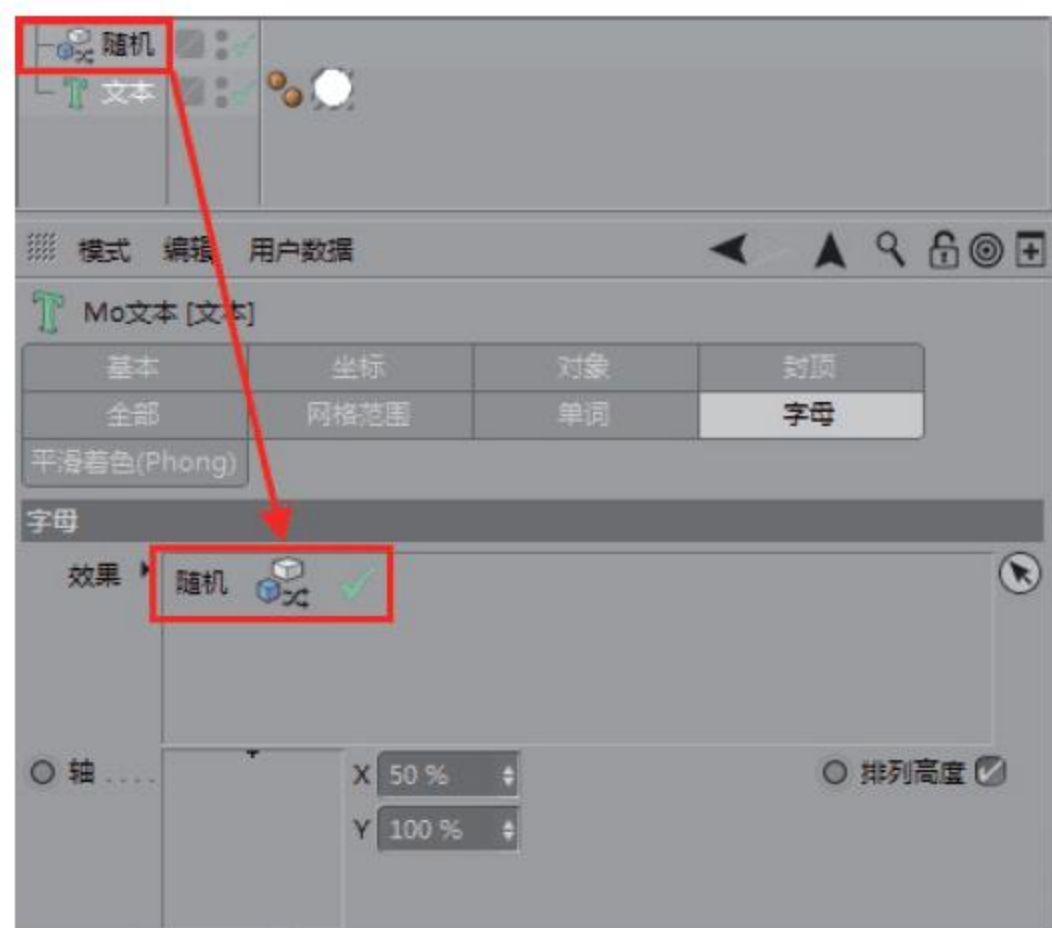 随机
文本
模式 编辑 用户数据
Mo文本 [文本]
基本 坐标 对象 封顶
全部 网格范围 单词 字母
平滑着色(Phong)
字母
效果 随机
轴 . . . . X 50 % 排列高度
Y 100 %